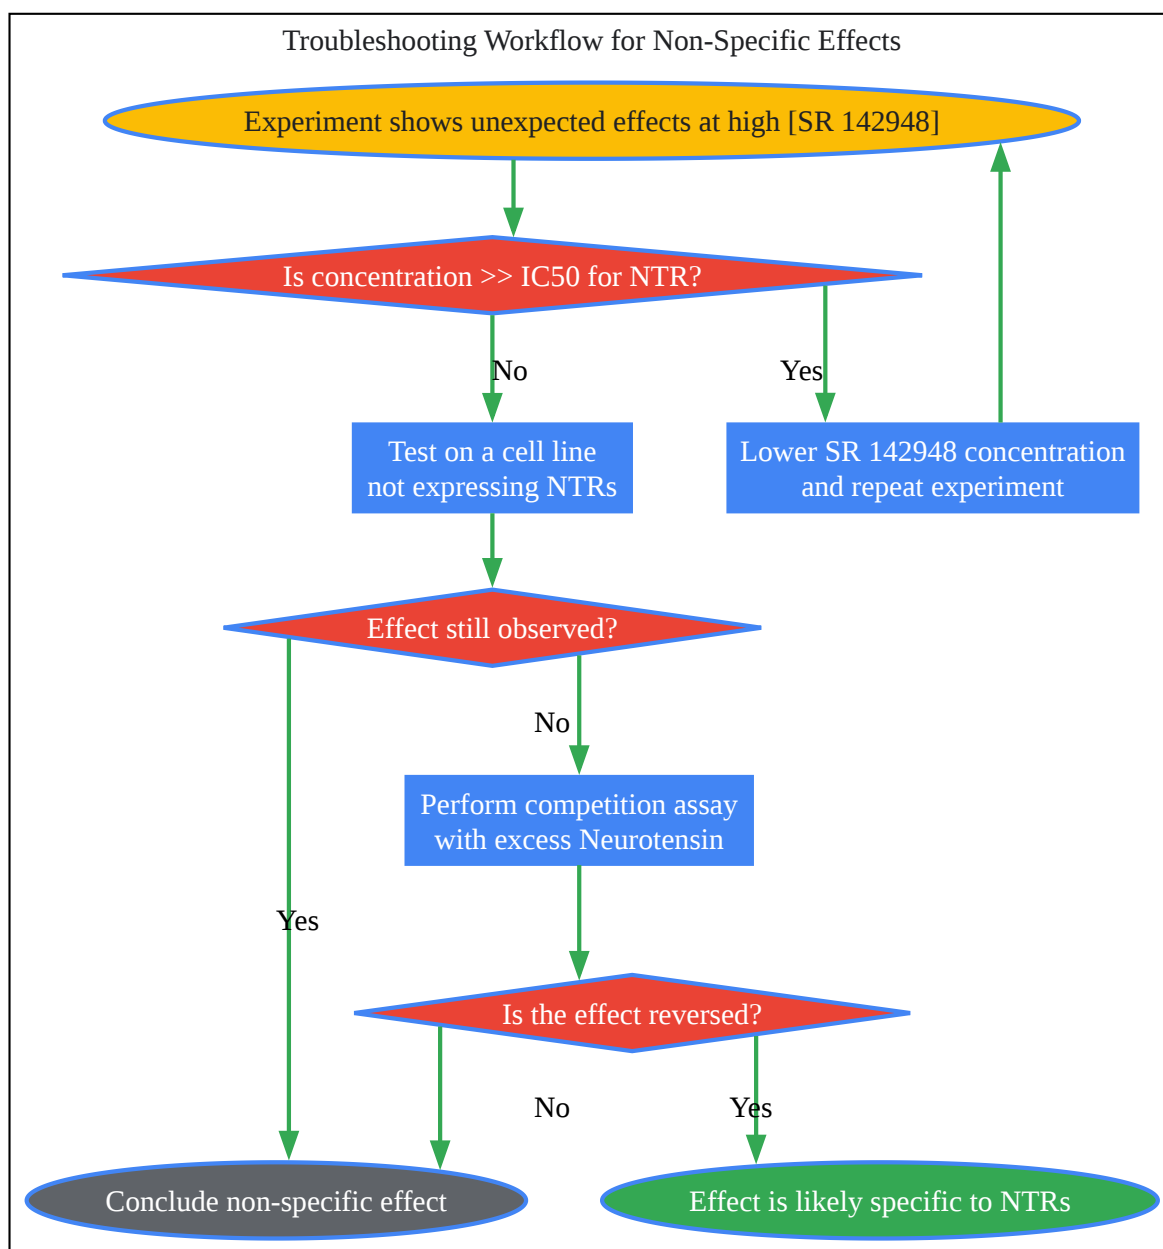 Troubleshooting Workflow for Non-Specific Effects
Experiment shows unexpected effects at high [SR 142948]
Is concentration >> IC50 for NTR?
No
Yes
Test on a cell line
not expressing NTRs
Lower SR 142948 concentration
and repeat experiment
Effect still observed?
No
Perform competition assay
with excess Neurotensin
Yes
Is the effect reversed?
No
Yes
Conclude non-specific effect
Effect is likely specific to NTRs